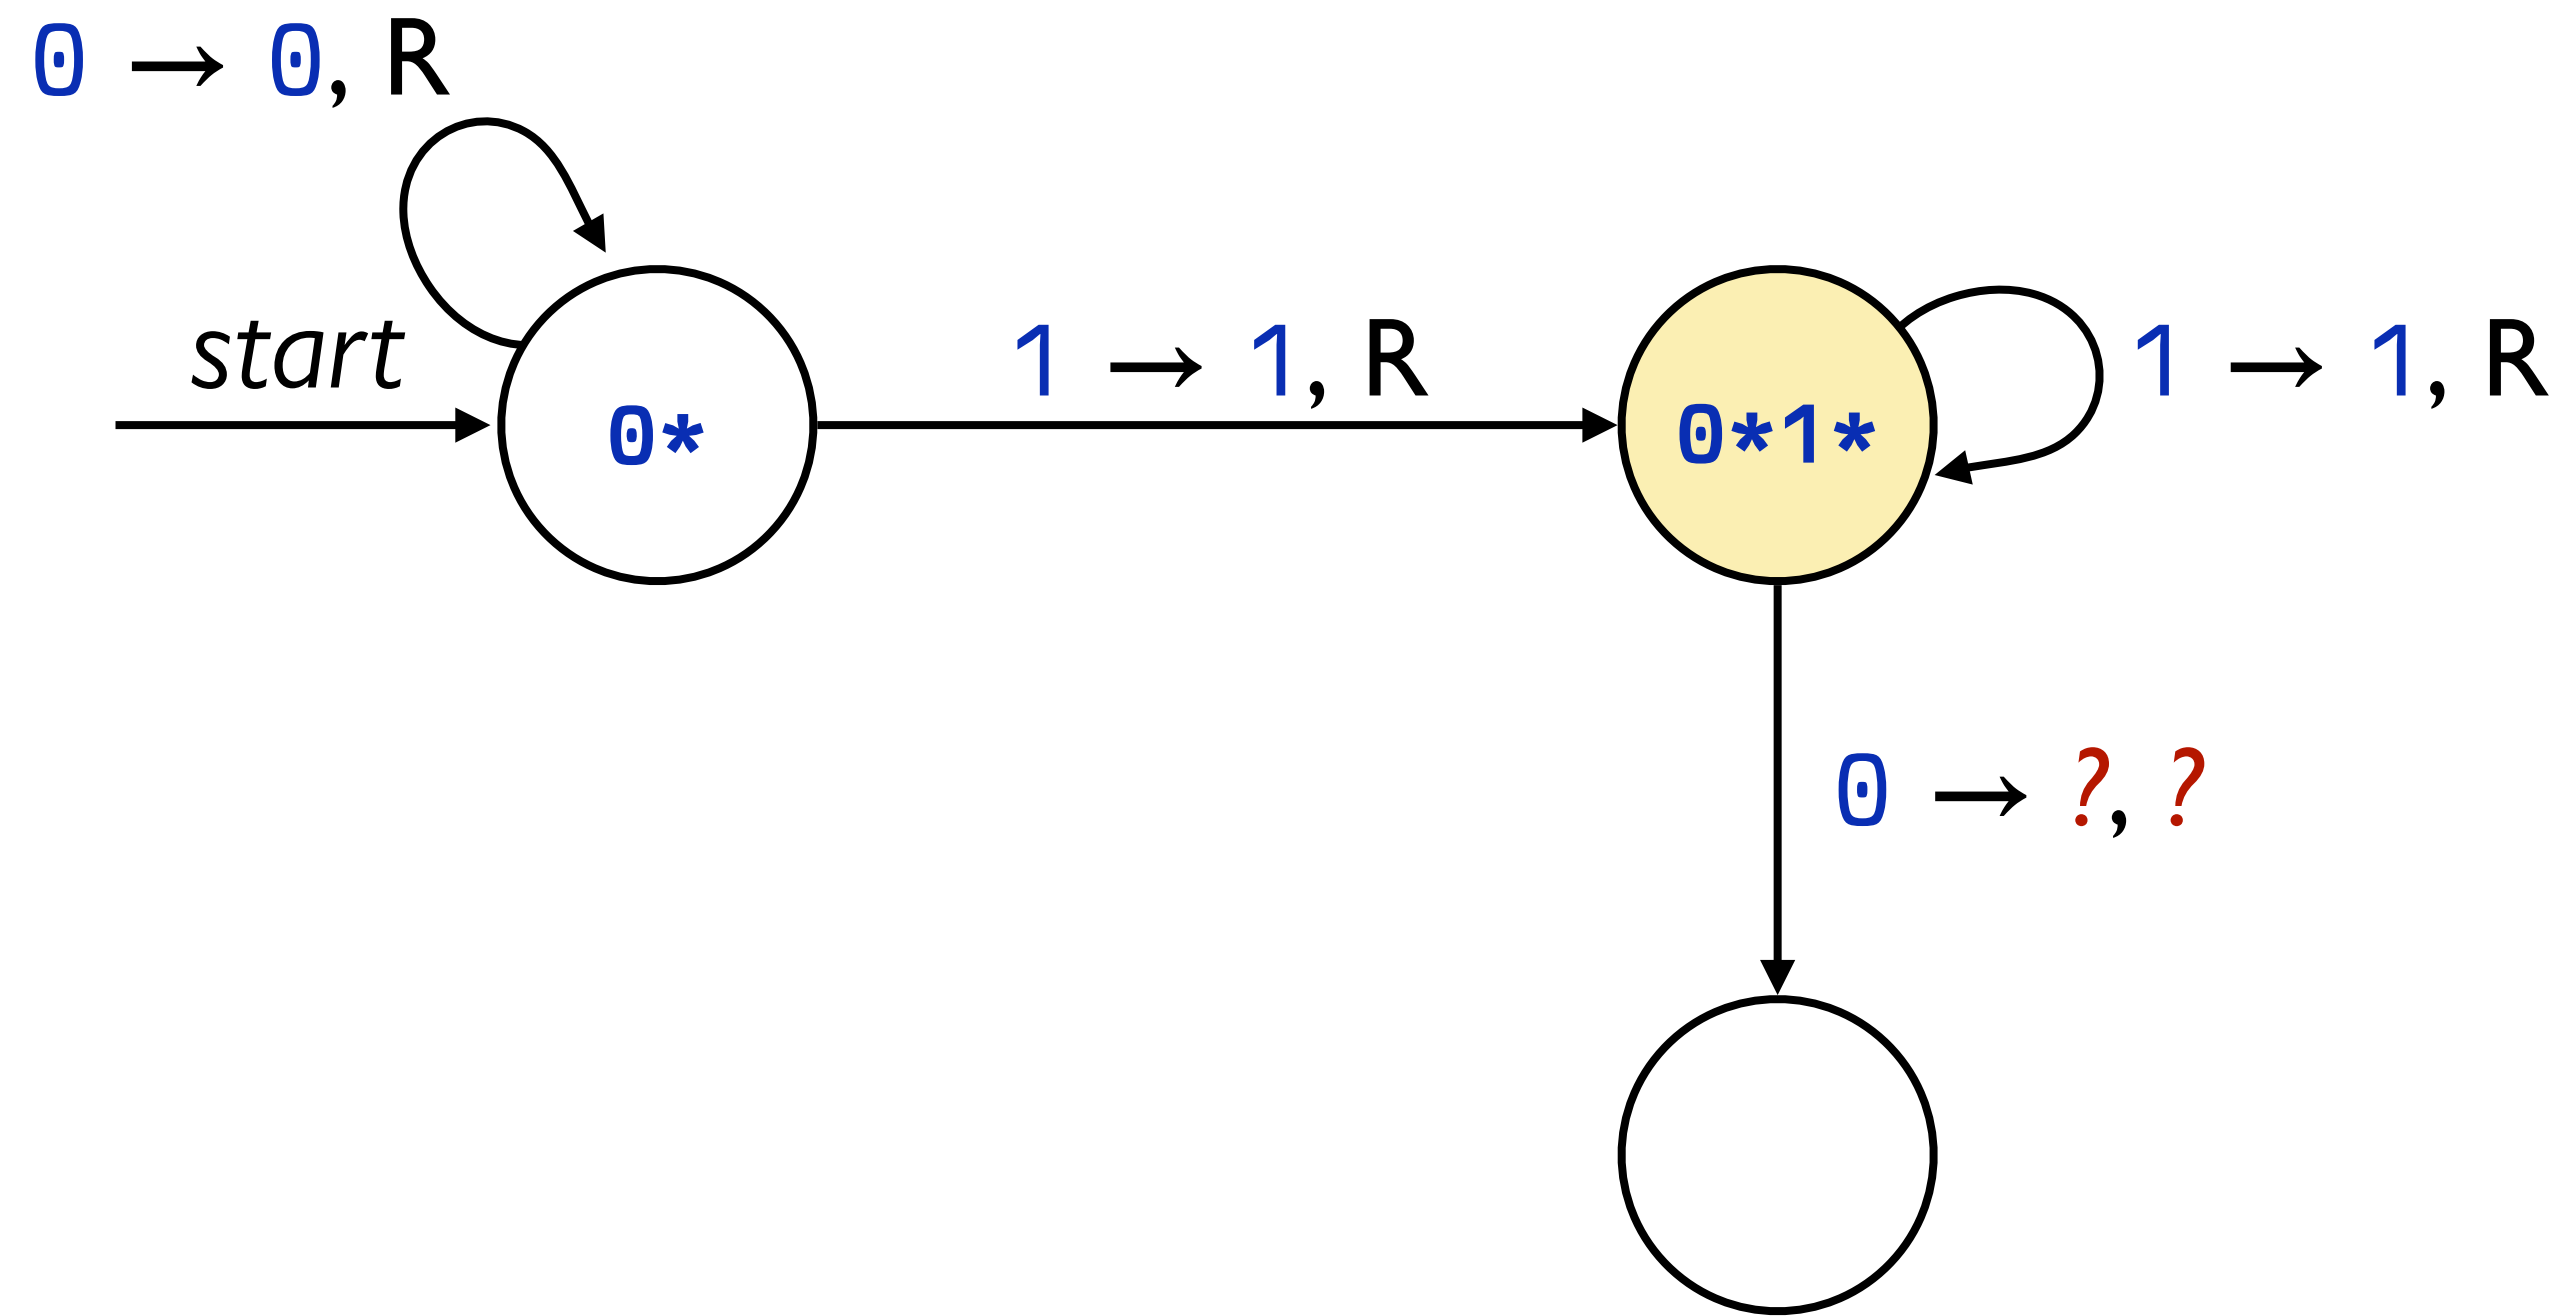 0 → 0, R
start
1 → 1, R
1 → 1, R
0*
0*1*
0 → ?, ?